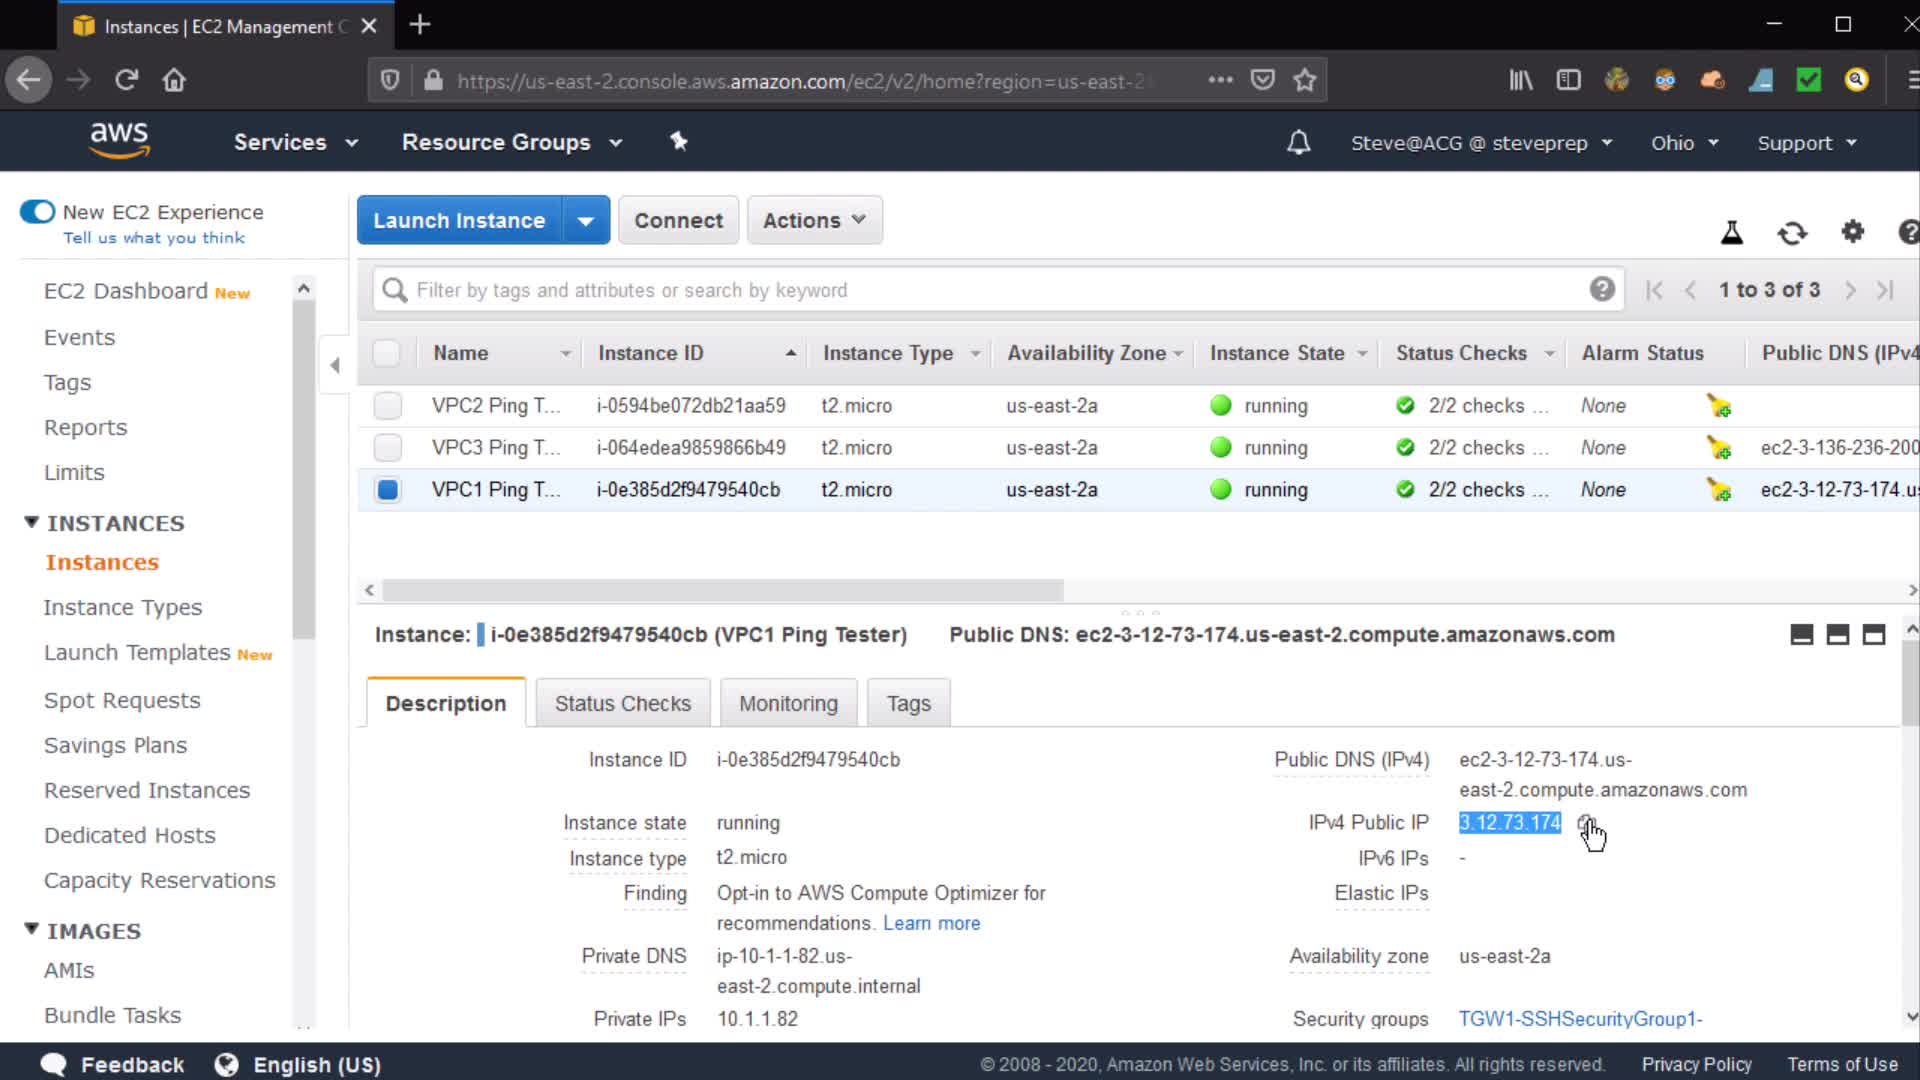 Instances | EC2 Management C
https://us-east-2.console.aws.amazon.com/ec2/v2/home?region=us-east-2
aws
Services
Resource Groups
Steve@ACG @ steveprep
Ohio
Support
New EC2 Experience
Tell us what you think
EC2 Dashboard New
Events
Tags
Reports
Limits
INSTANCES
Instances
Instance Types
Launch Templates New
Spot Requests
Savings Plans
Reserved Instances
Dedicated Hosts
Capacity Reservations
IMAGES
AMIs
Bundle Tasks
Launch Instance
Connect
Actions
Filter by tags and attributes or search by keyword
1 to 3 of 3
Name Instance ID Instance Type Availability Zone Instance State Status Checks Alarm Status Public DNS (IPv4
VPC2 Ping T... i-0594be072db21aa59 t2.micro us-east-2a running 2/2 checks ... None
VPC3 Ping T... i-064edea9859866b49 t2.micro us-east-2a running 2/2 checks ... None ec2-3-136-236-200
VPC1 Ping T... i-0e385d2f9479540cb t2.micro us-east-2a running 2/2 checks ... None ec2-3-12-73-174.us
Instance: i-0e385d2f9479540cb (VPC1 Ping Tester) Public DNS: ec2-3-12-73-174.us-east-2.compute.amazonaws.com
Description
Status Checks
Monitoring
Tags
Instance ID i-0e385d2f9479540cb
Instance state running
Instance type t2.micro
Finding Opt-in to AWS Compute Optimizer for
recommendations. Learn more
Private DNS ip-10-1-1-82.us-
east-2.compute.internal
Private IPs 10.1.1.82
Public DNS (IPv4) ec2-3-12-73-174.us-
east-2.compute.amazonaws.com
IPv4 Public IP 3.12.73.174
IPv6 IPs -
Elastic IPs
Availability zone us-east-2a
Security groups TGW1-SSHSecurityGroup1-
Feedback
English (US)
© 2008 - 2020, Amazon Web Services, Inc. or its affiliates. All rights reserved.
Privacy Policy
Terms of Use